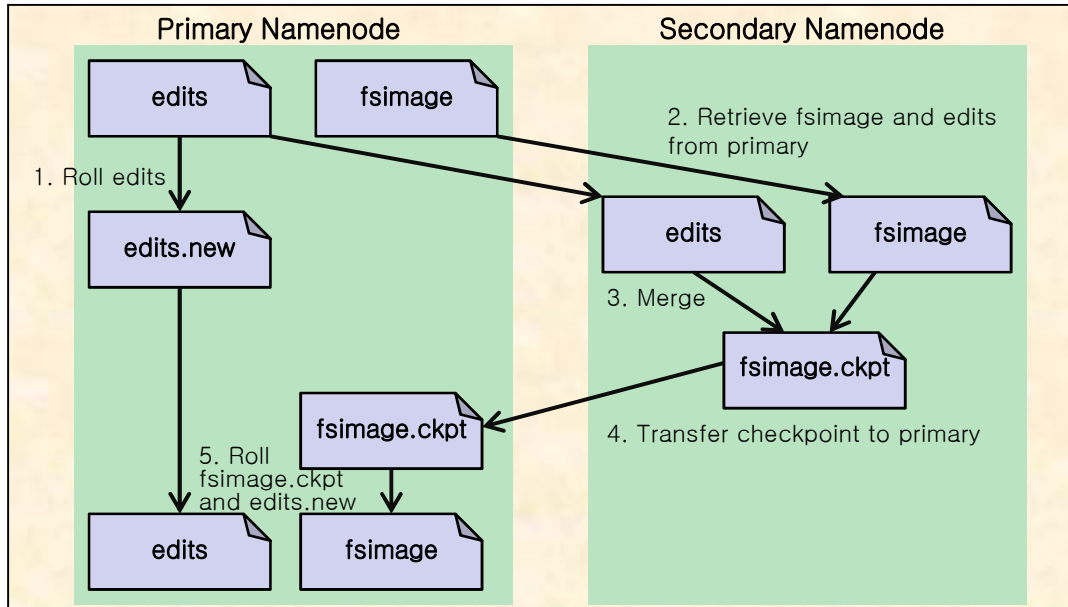 Primary Namenode
Secondary Namenode
edits
fsimage
2. Retrieve fsimage and edits
from primary
1. Roll edits
edits.new
edits
fsimage
3. Merge
fsimage.ckpt
fsimage.ckpt
4. Transfer checkpoint to primary
5. Roll
fsimage.ckpt
and edits.new
edits
fsimage